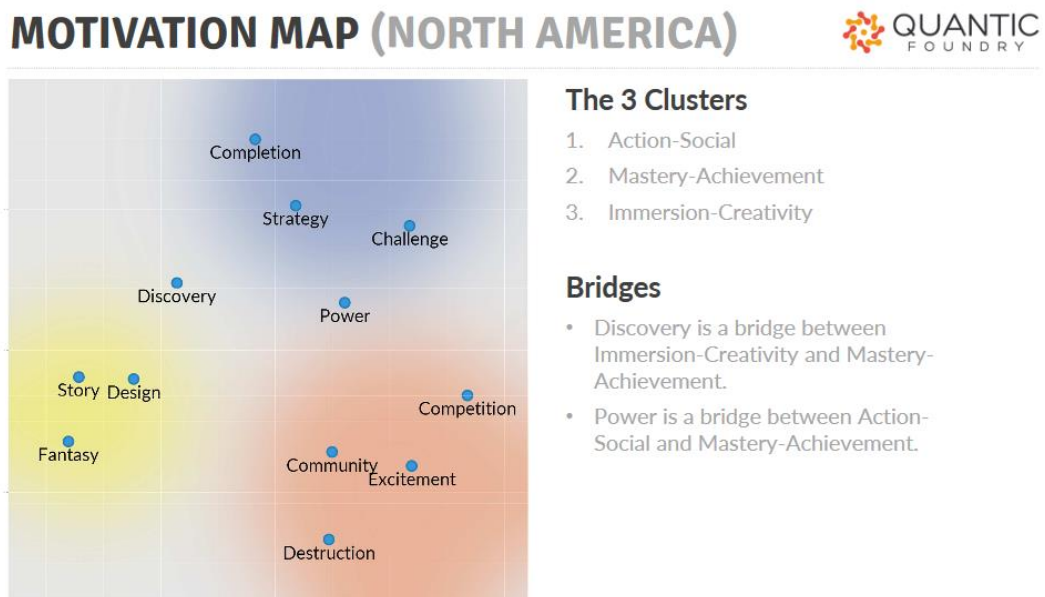 MOTIVATION MAP (NORTH AMERICA)
QUANTIC
FOUNDRY
Completion
Strategy
Challenge
Discovery
Power
Story
Design
Competition
Fantasy
Community
Excitement
Destruction
The 3 Clusters
1. Action-Social
2. Mastery-Achievement
3. Immersion-Creativity
Bridges
• Discovery is a bridge between
Immersion-Creativity and Mastery-
Achievement.
• Power is a bridge between Action-
Social and Mastery-Achievement.